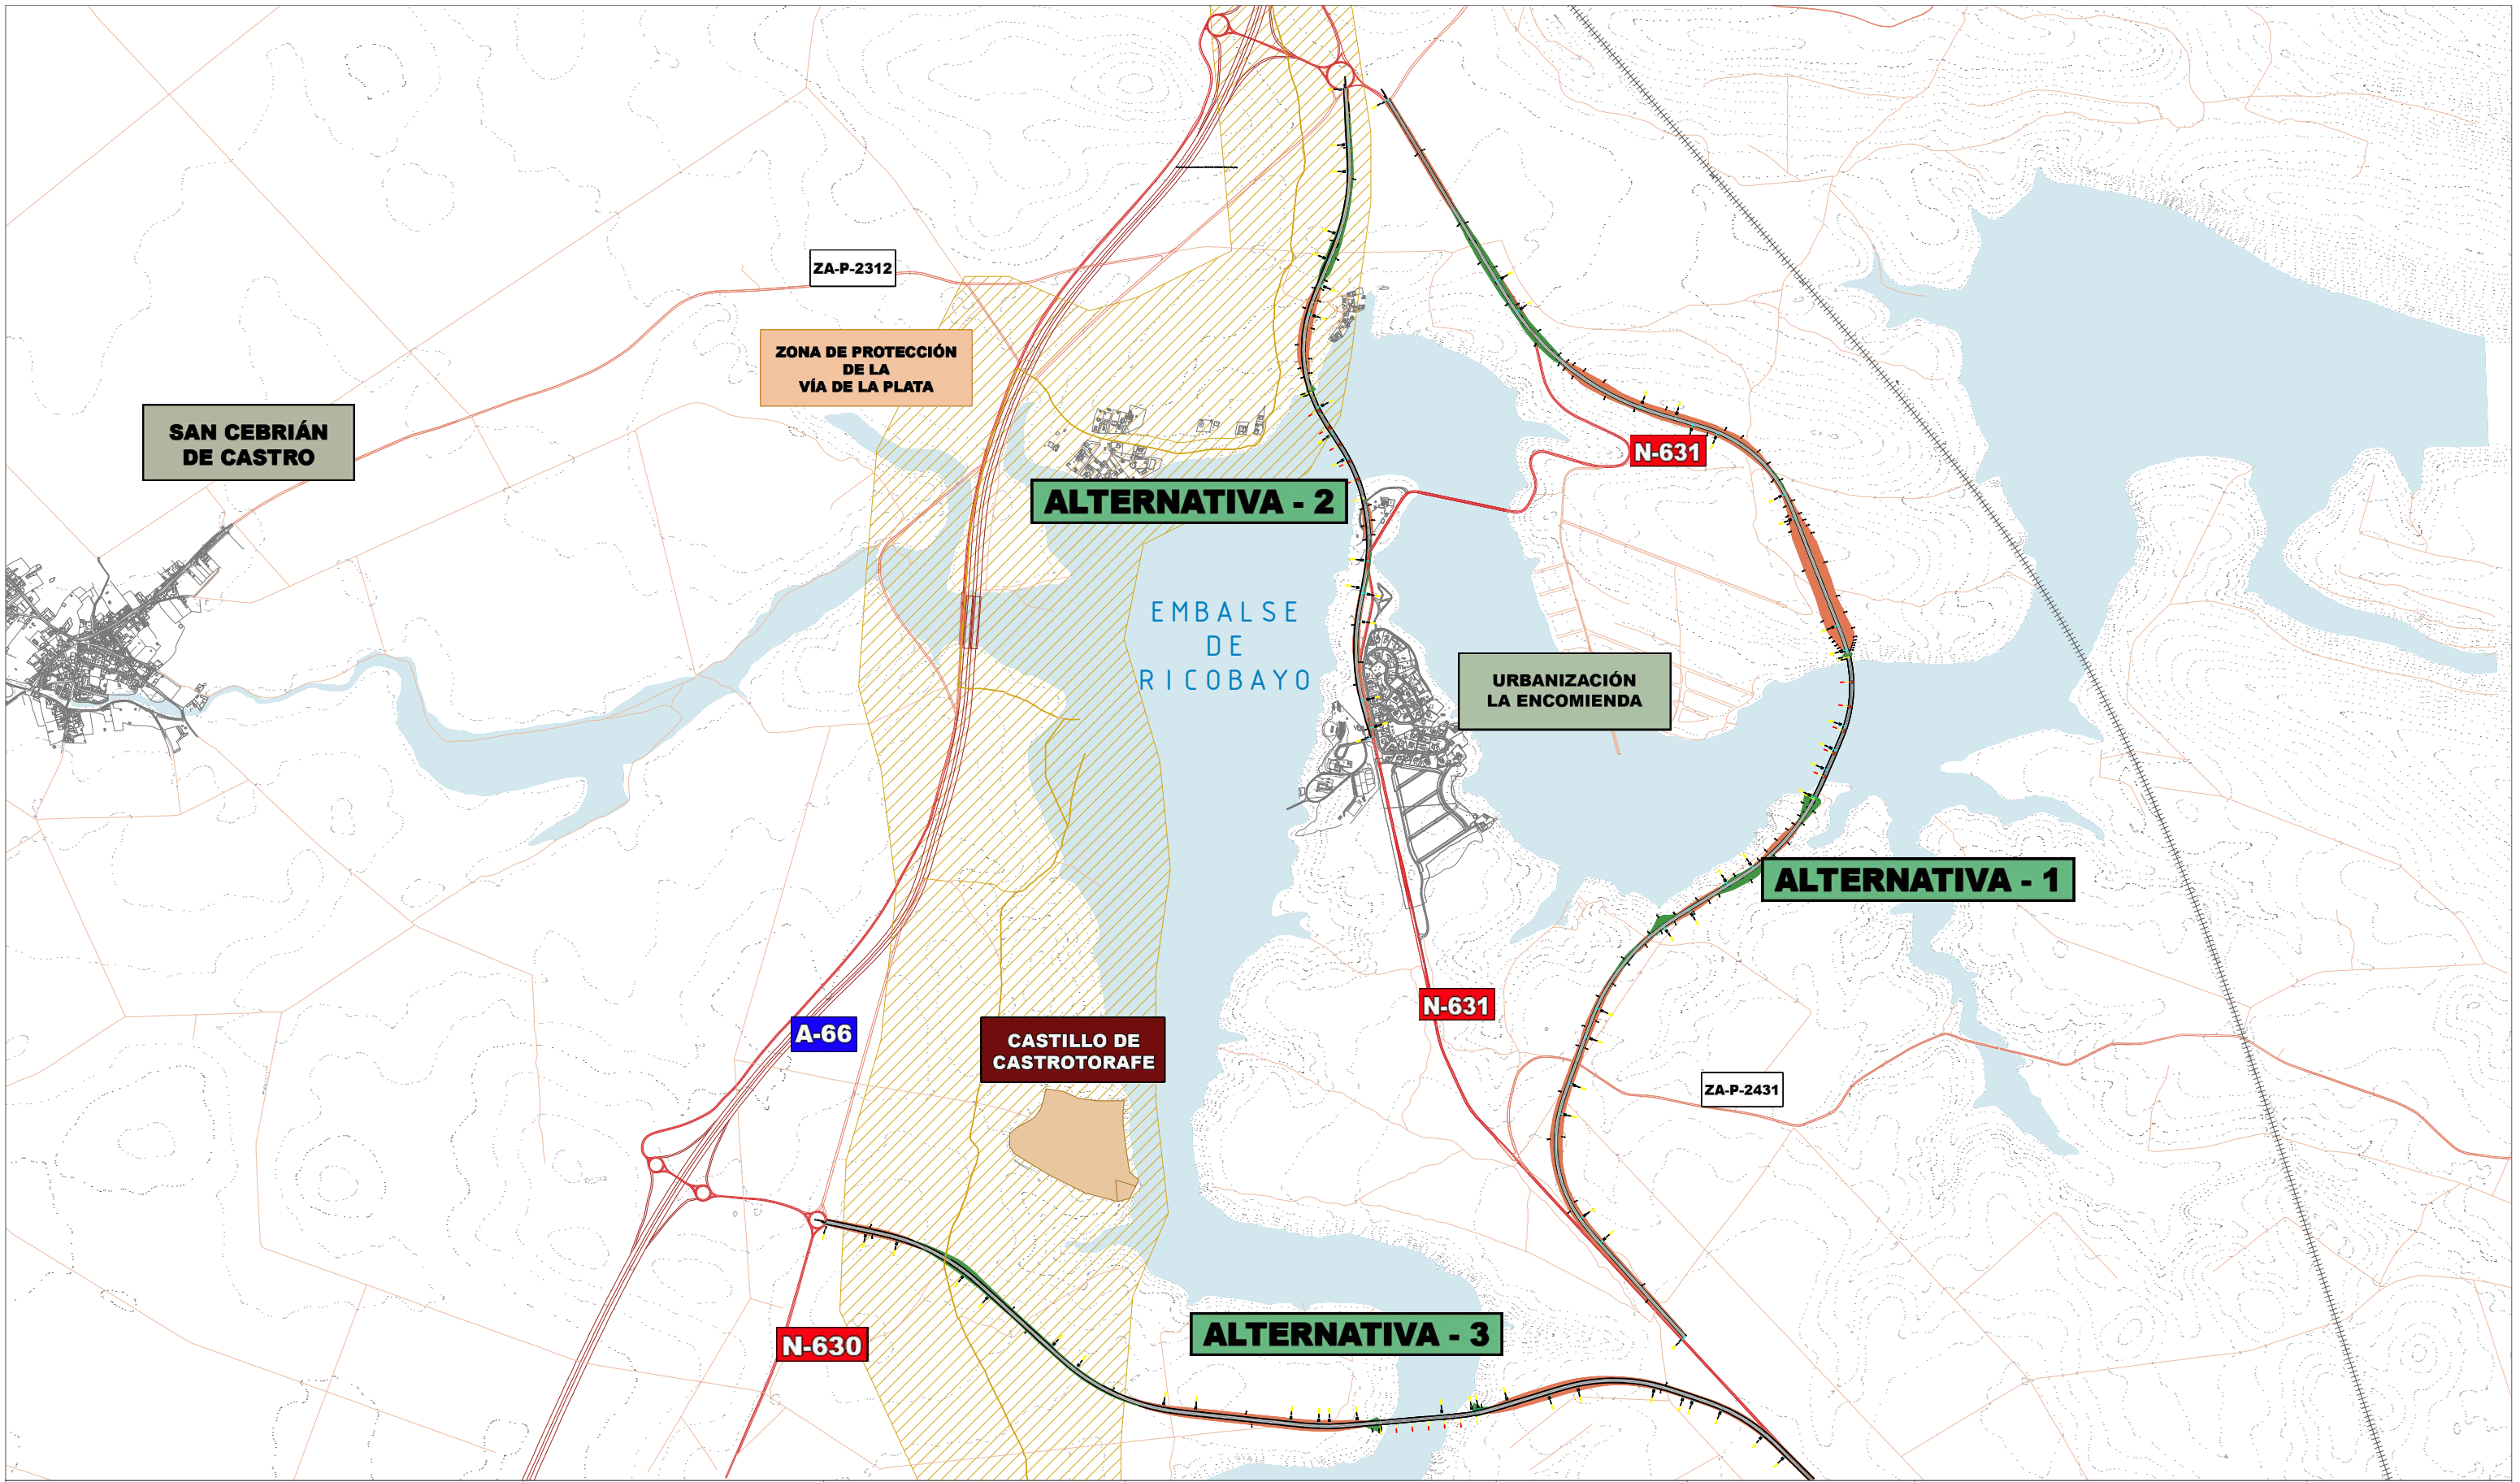 ZA-P-2312
ZONA DE PROTECCIÓN
DE LA
VÍA DE LA PLATA
SAN CEBRIÁN
DE CASTRO
N-631
ALTERNATIVA - 2
EMBALSE
DE
RICOBAYO
URBANIZACIÓN
LA ENCOMIENDA
ALTERNATIVA - 1
N-631
A-66
CASTILLO DE
CASTROTORAFE
ZA-P-2431
ALTERNATIVA - 3
N-630